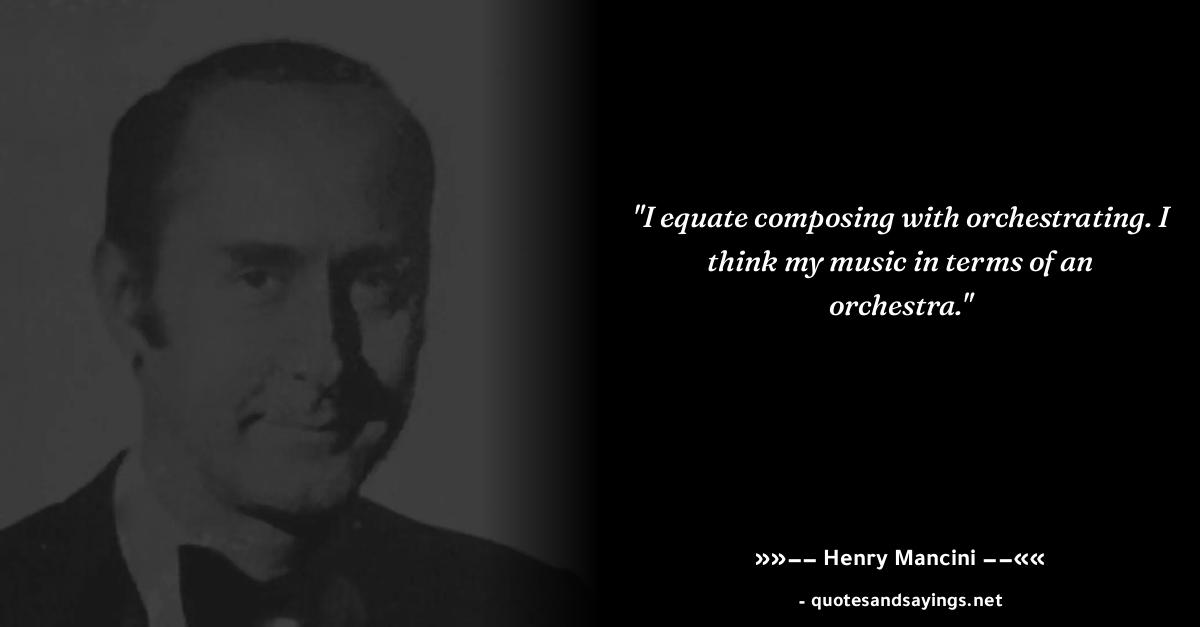 "I equate composing with orchestrating. I
think my music in terms of an
orchestra."
»»–– Henry Mancini ––««
- quotesandsayings.net